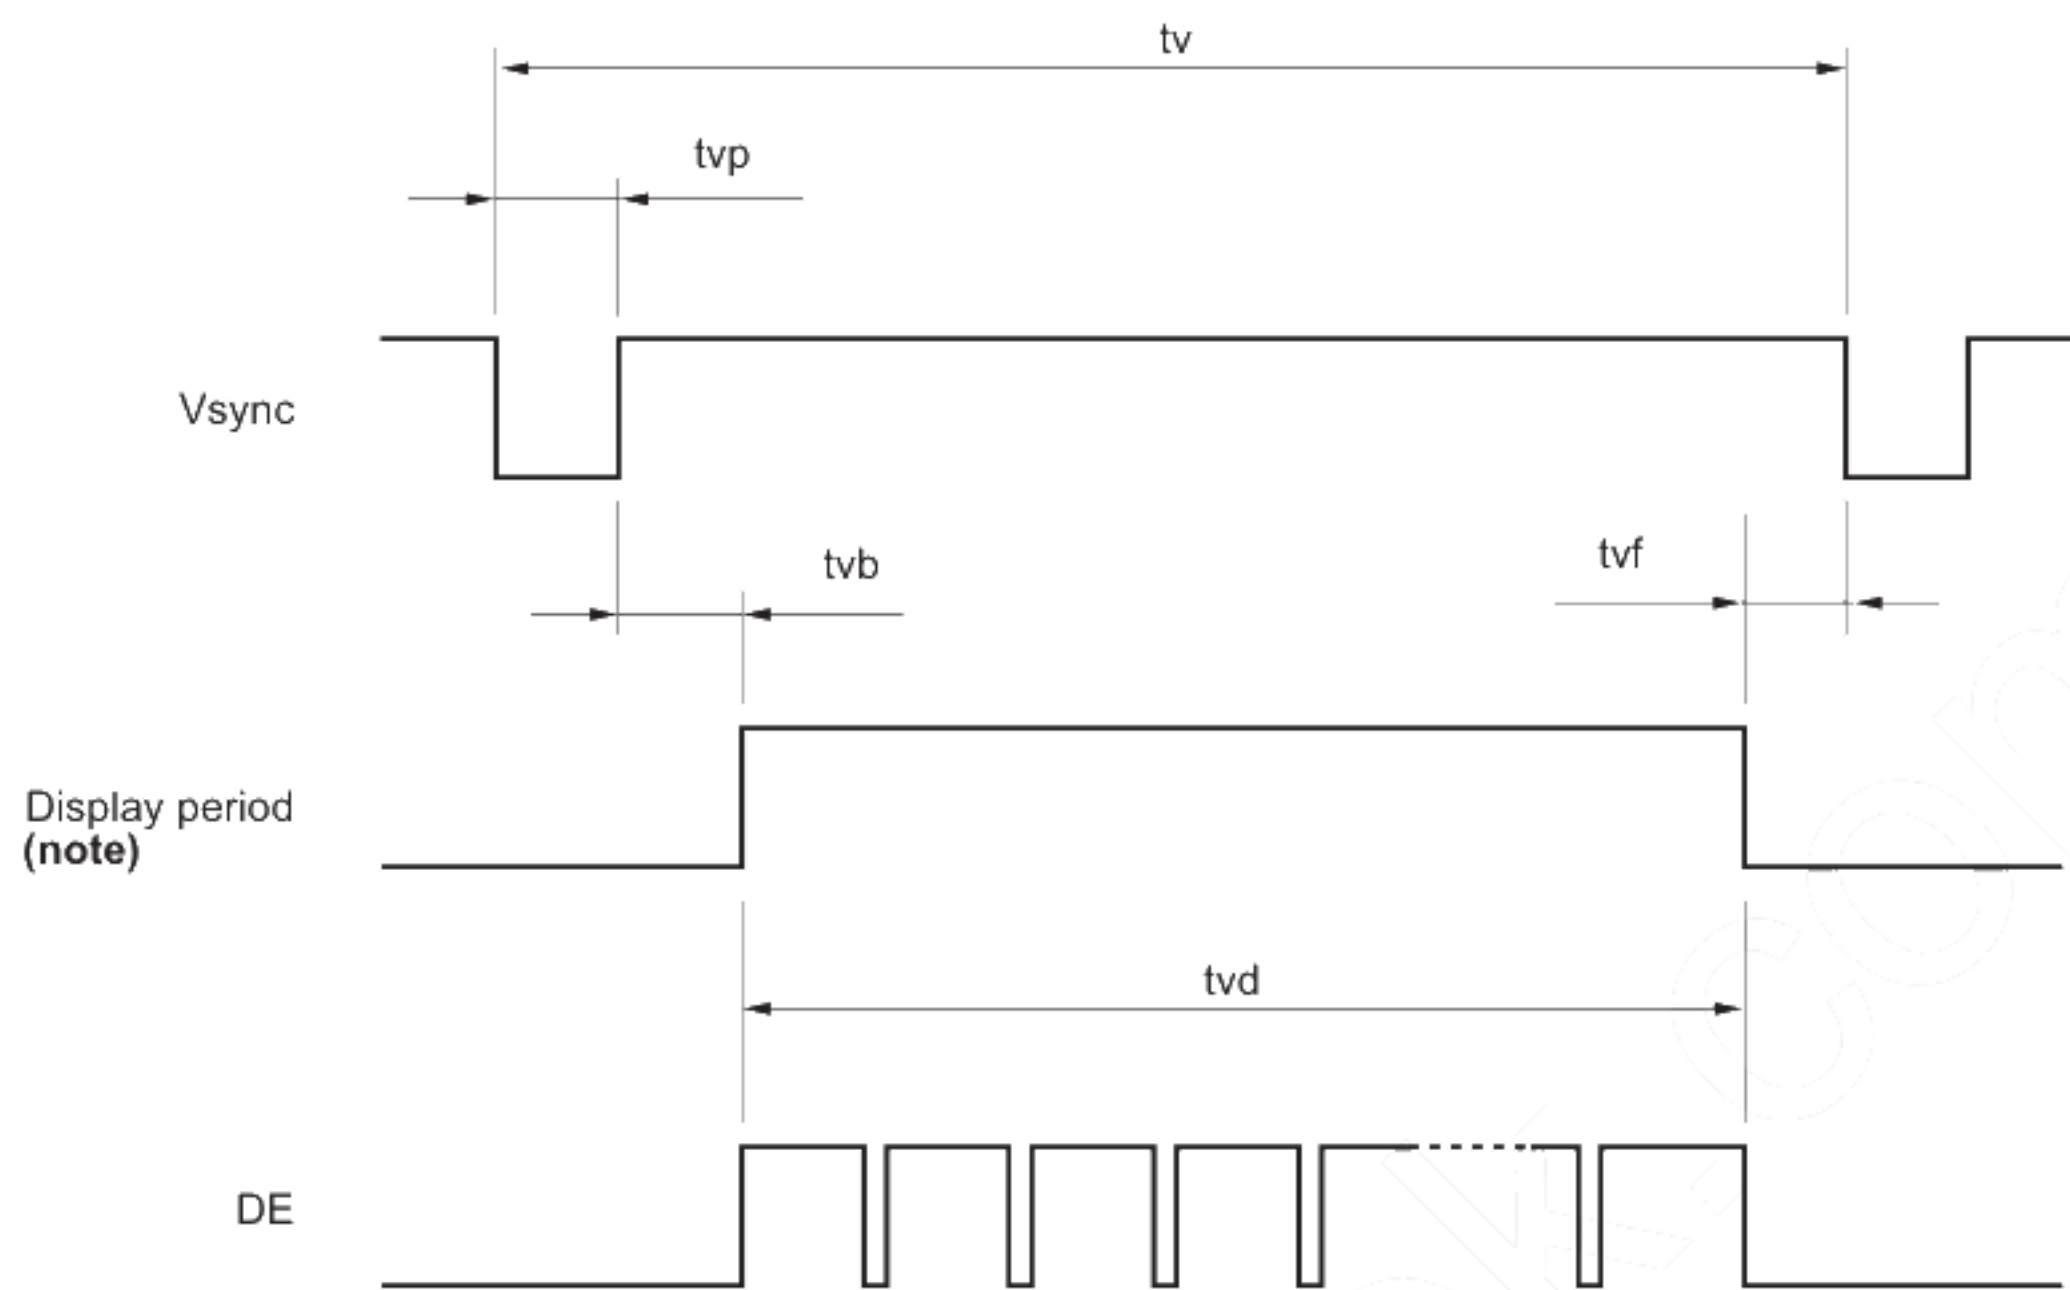 tv
tvp
Vsync
tvb
tvf
Display period
(note)
tvd
DE